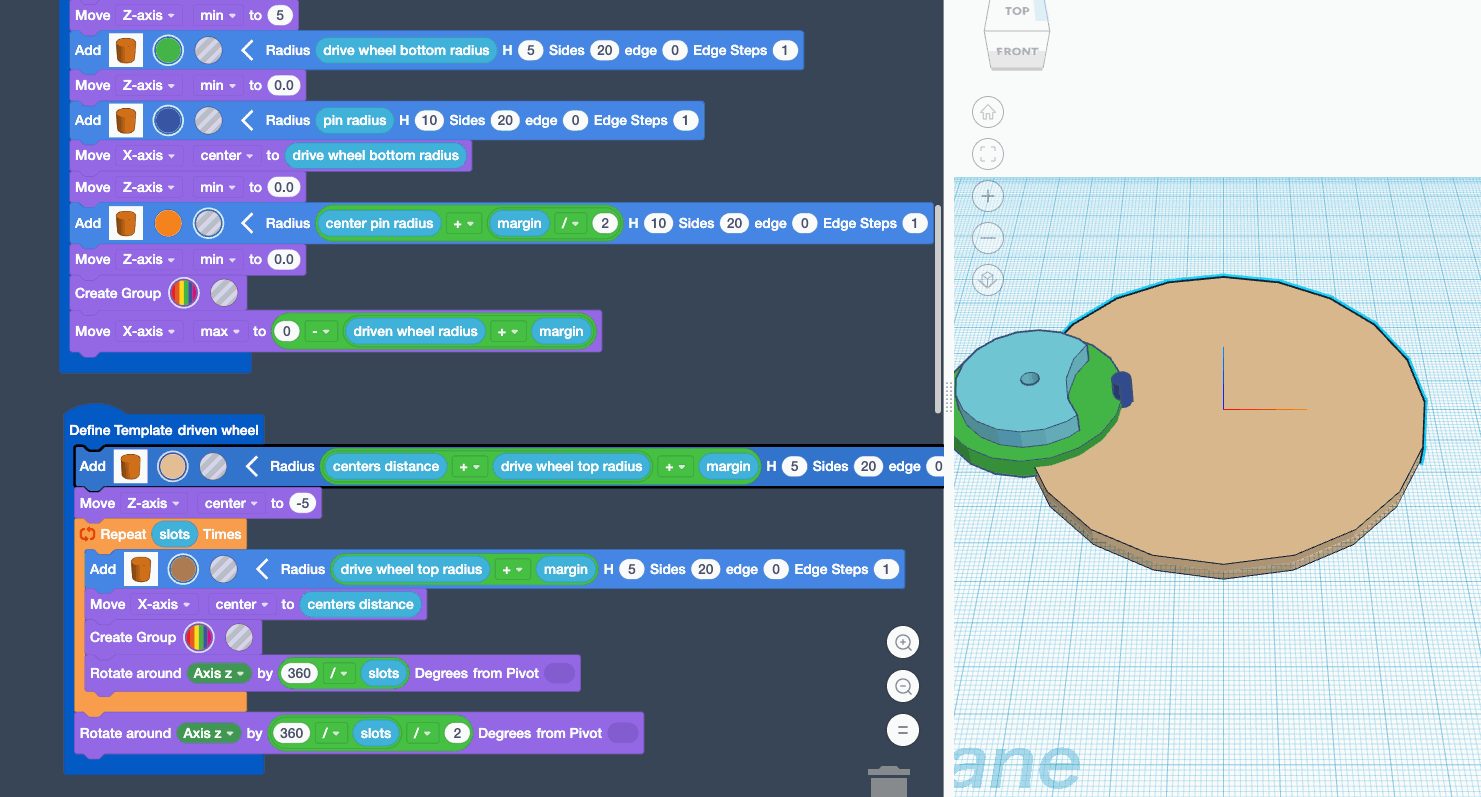 Move Z-axis min to 5
Add Radius drive wheel bottom radius H 5 Sides 20 edge 0 Edge Steps 1
Move Z-axis min to 0.0
Add Radius pin radius H 10 Sides 20 edge 0 Edge Steps 1
Move X-axis center to drive wheel bottom radius
Move Z-axis min to 0.0
Add Radius center pin radius + margin / 2 H 10 Sides 20 edge 0 Edge Steps 1
Move Z-axis min to 0.0
Create Group
Move X-axis max to 0 - driven wheel radius + margin
Define Template driven wheel
Add Radius centers distance + drive wheel top radius + margin H 5 Sides 20 edge 0
Move Z-axis center to -5
Repeat slots Times
Add Radius drive wheel top radius + margin H 5 Sides 20 edge 0 Edge Steps 1
Move X-axis center to centers distance
Create Group
Rotate around Axis z by 360 / slots Degrees from Pivot
Rotate around Axis z by 360 / slots / 2 Degrees from Pivot
TOP
FRONT
ane